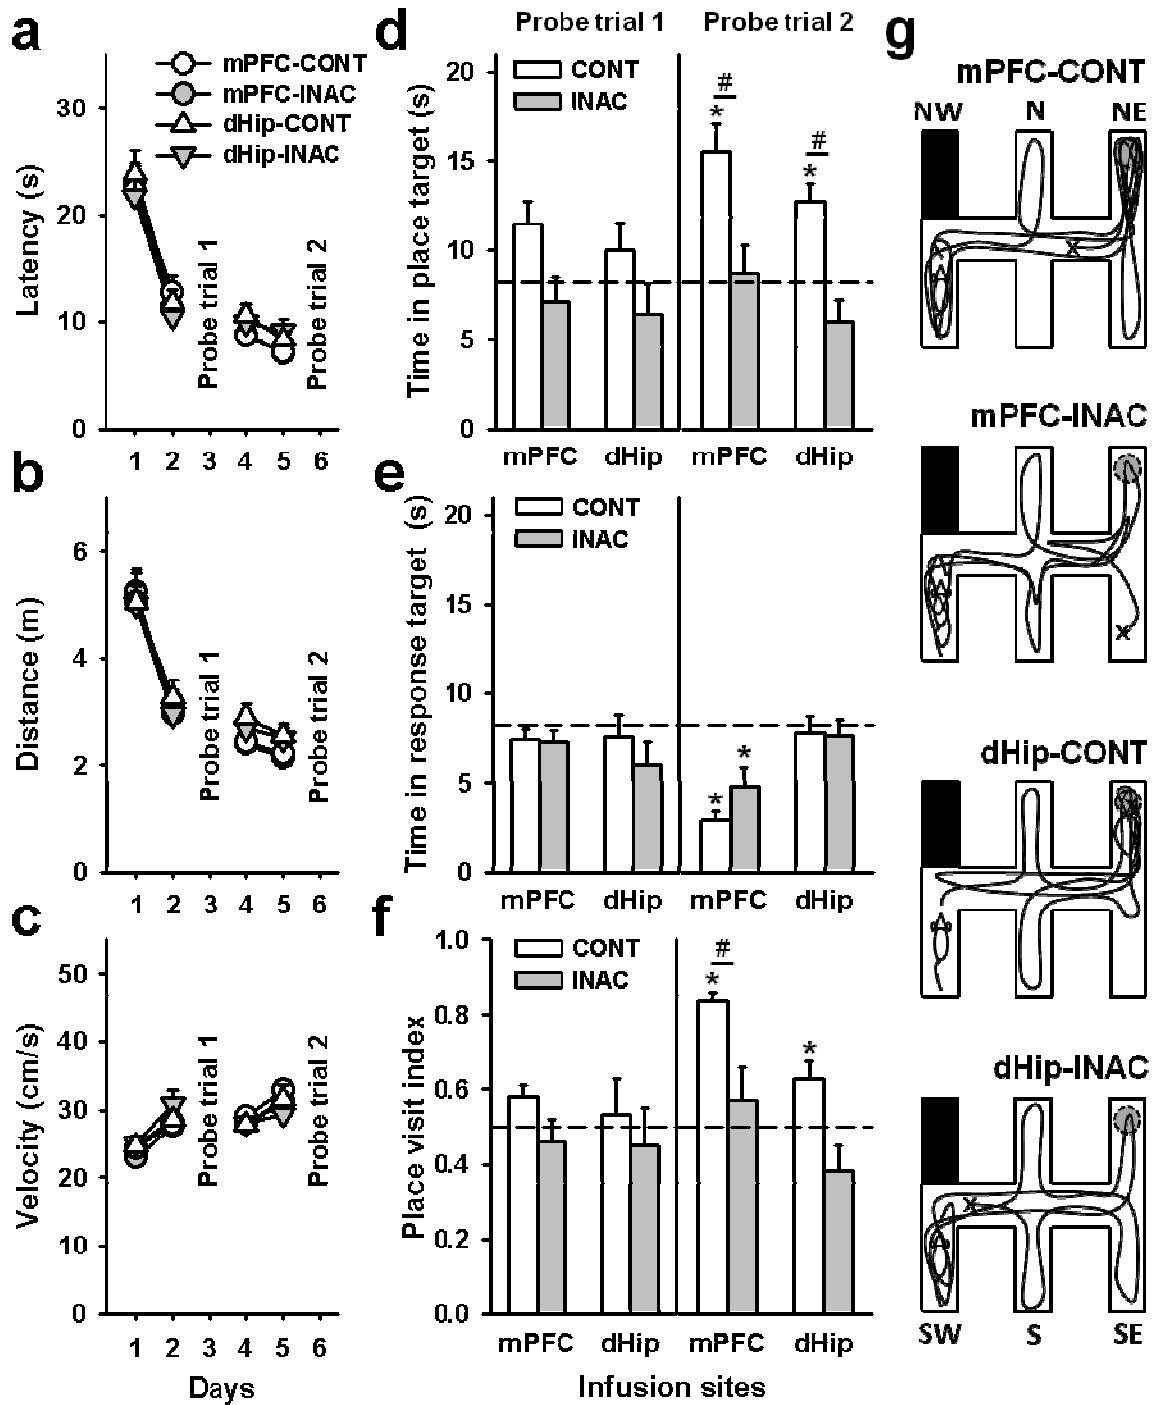 a
mPFC-CONT
mPFC-INAC
dHip-CONT
dHip-INAC
Latency (s)
30
20
10
0
Probe trial 1
Probe trial 2
1 2 3 4 5 6
b
Distance (m)
6
4
2
0
Probe trial 1
Probe trial 2
1 2 3 4 5 6
c
Velocity (cm/s)
50
40
30
20
10
0
Probe trial 1
Probe trial 2
1 2 3 4 5 6
Days
d
Probe trial 1 Probe trial 2
CONT
INAC
Time in place target (s)
20
15
10
5
0
#
*
#
*
mPFC dHip mPFC dHip
e
CONT
INAC
Time in response target (s)
20
15
10
5
0
*
*
mPFC dHip mPFC dHip
f
CONT
INAC
Place visit index
1.0
0.8
0.6
0.4
0.2
0.0
#
*
*
mPFC dHip mPFC dHip
Infusion sites
g
mPFC-CONT
NW N NE
x
mPFC-INAC
x
dHip-CONT
dHip-INAC
x
SW S SE